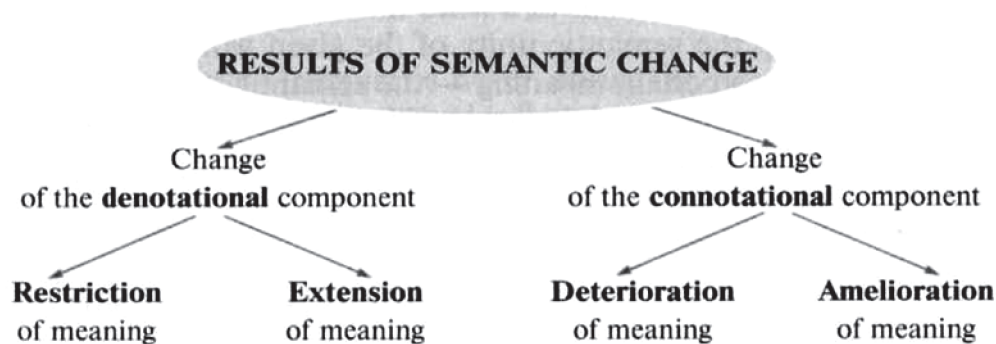 RESULTS OF SEMANTIC CHANGE
Change
of the denotational component
Change
of the connotational component
Restriction
of meaning
Extension
of meaning
Deterioration
of meaning
Amelioration
of meaning